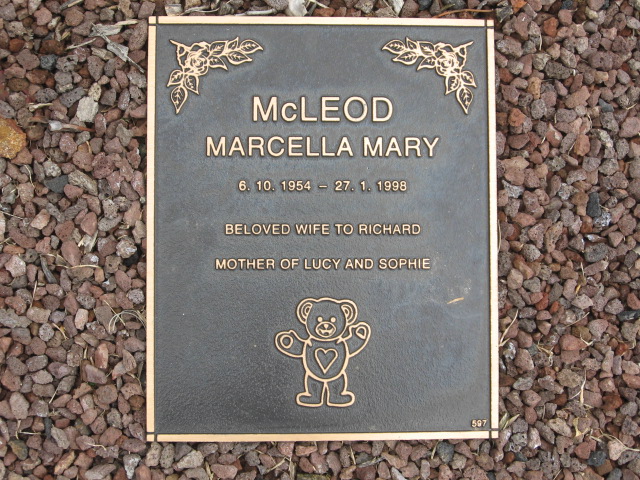 McLEOD
MARCELLA MARY
6. 10. 1954 – 27. 1. 1998
BELOVED WIFE TO RICHARD
MOTHER OF LUCY AND SOPHIE
597